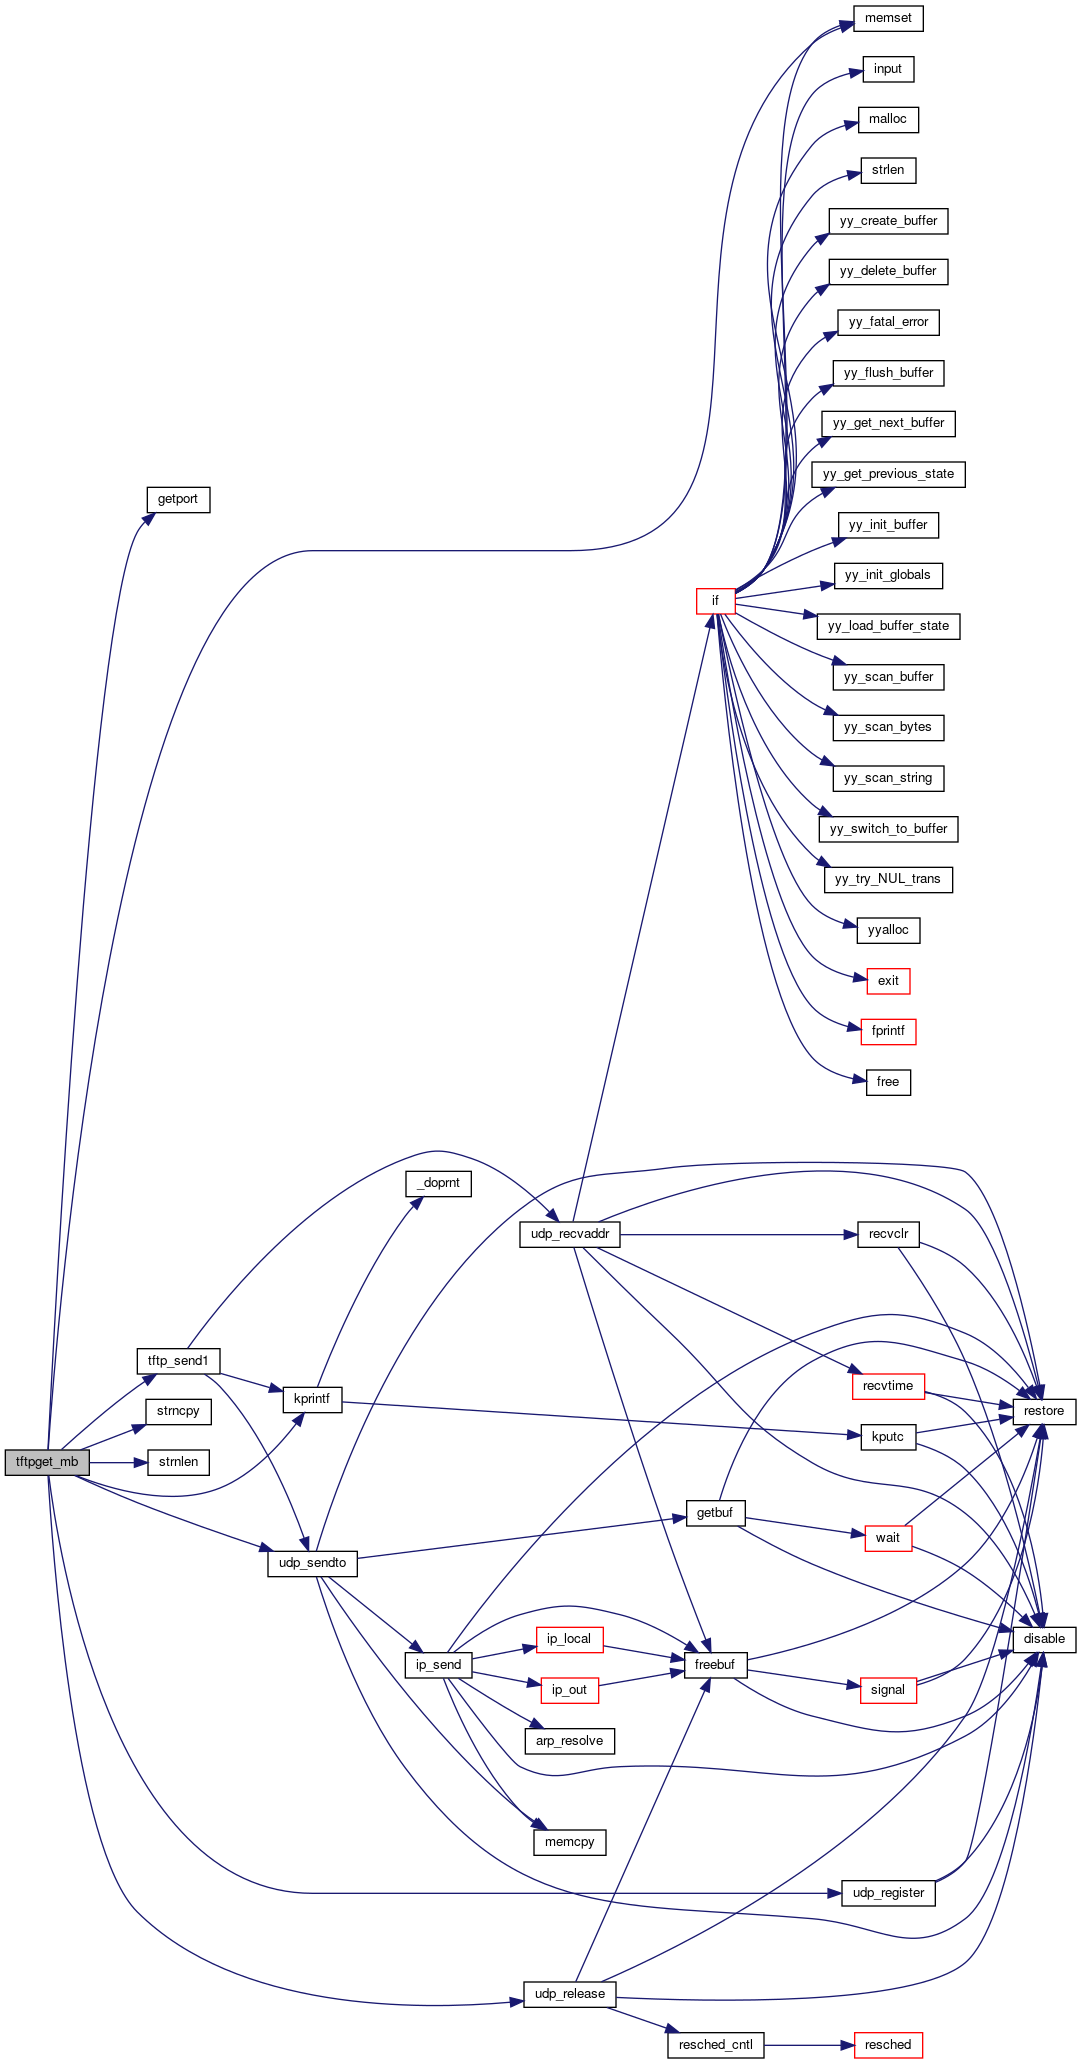 memset
input
malloc
strlen
yy_create_buffer
yy_delete_buffer
yy_fatal_error
yy_flush_buffer
yy_get_next_buffer
yy_get_previous_state
getport
yy_init_buffer
yy_init_globals
if
yy_load_buffer_state
yy_scan_buffer
yy_scan_bytes
yy_scan_string
yy_switch_to_buffer
yy_try_NUL_trans
yyalloc
exit
fprintf
free
_doprnt
udp_recvaddr
recvclr
tftp_send1
recvtime
kprintf
strncpy
restore
kputc
tftpget_mb
strnlen
getbuf
wait
udp_sendto
ip_local
disable
ip_send
freebuf
ip_out
signal
arp_resolve
memcpy
udp_register
udp_release
resched_cntl
resched